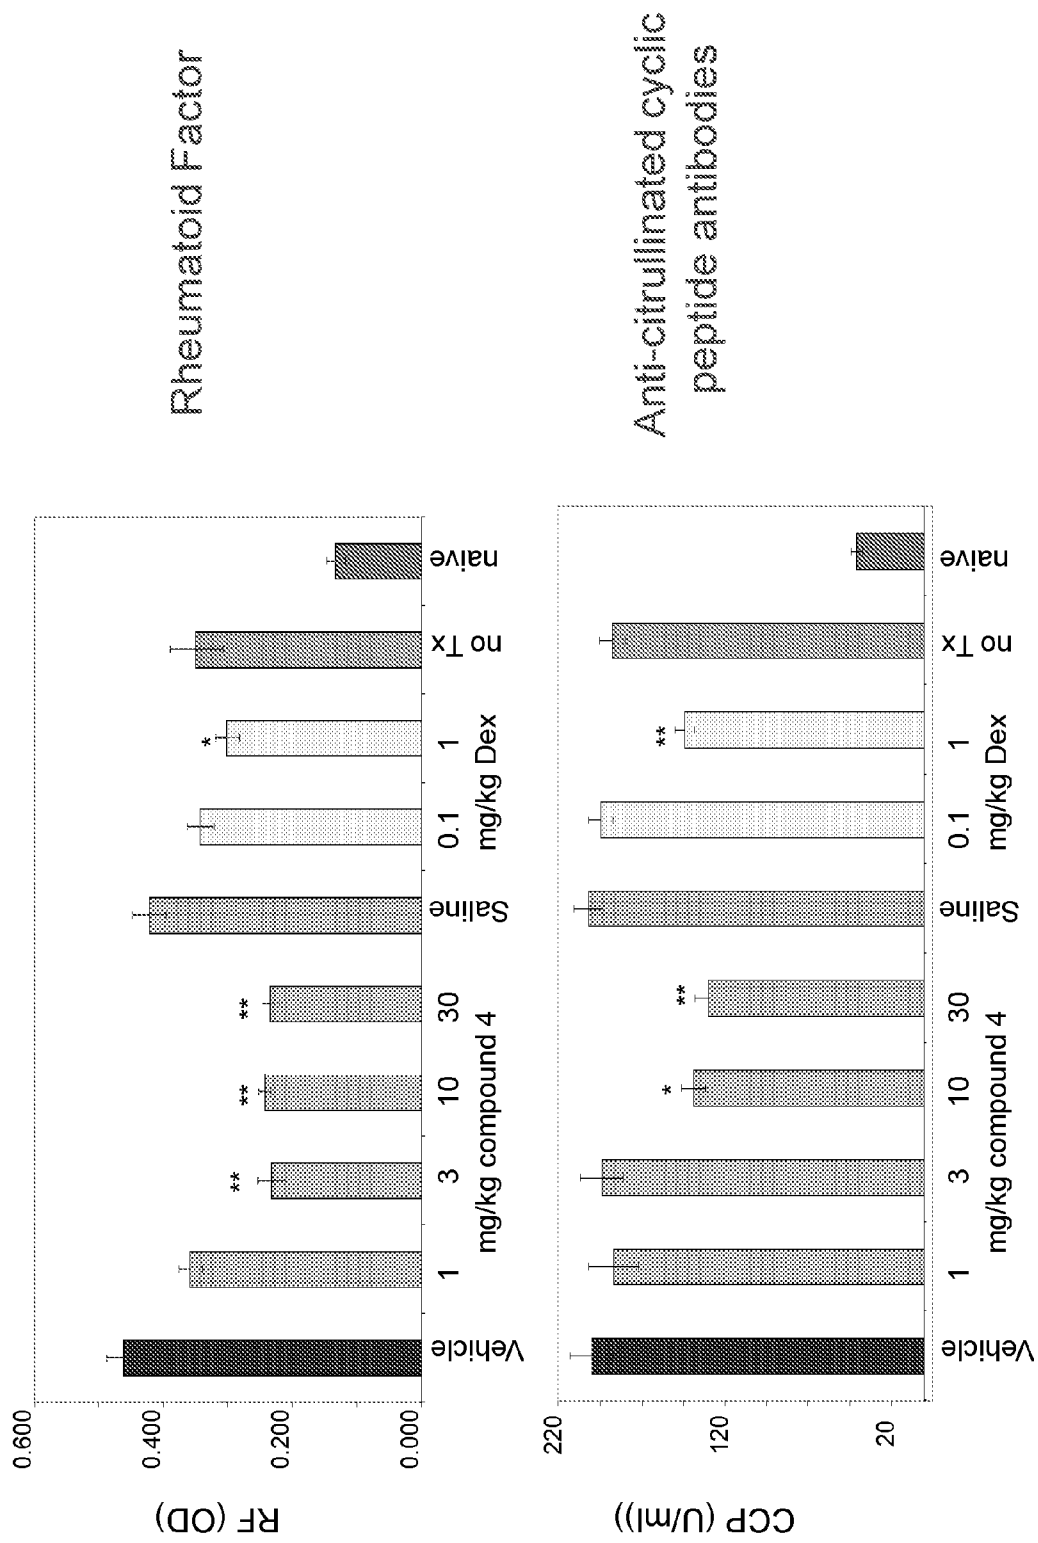 Rheumatoid Factor
RF (OD)
0.600
0.400
0.200
0.000
*
**
**
**
Vehicle
1
3
10
30
Saline
0.1
1
no Tx
naive
mg/kg compound 4
mg/kg Dex
Anti-citrullinated cyclic
peptide antibodies
CCP (U/ml))
220
120
20
**
**
*
Vehicle
1
3
10
30
Saline
0.1
1
no Tx
naive
mg/kg compound 4
mg/kg Dex